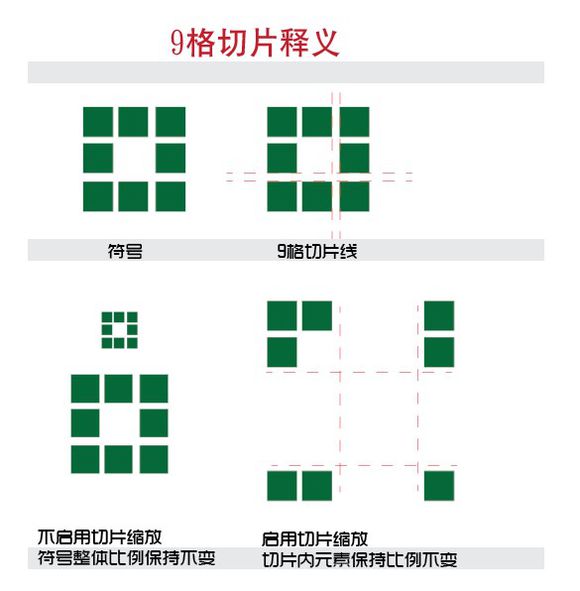 9格切片释义
符号
9格切片线
不启用切片缩放
符号整体比例保持不变
启用切片缩放
切片内元素保持比例不变